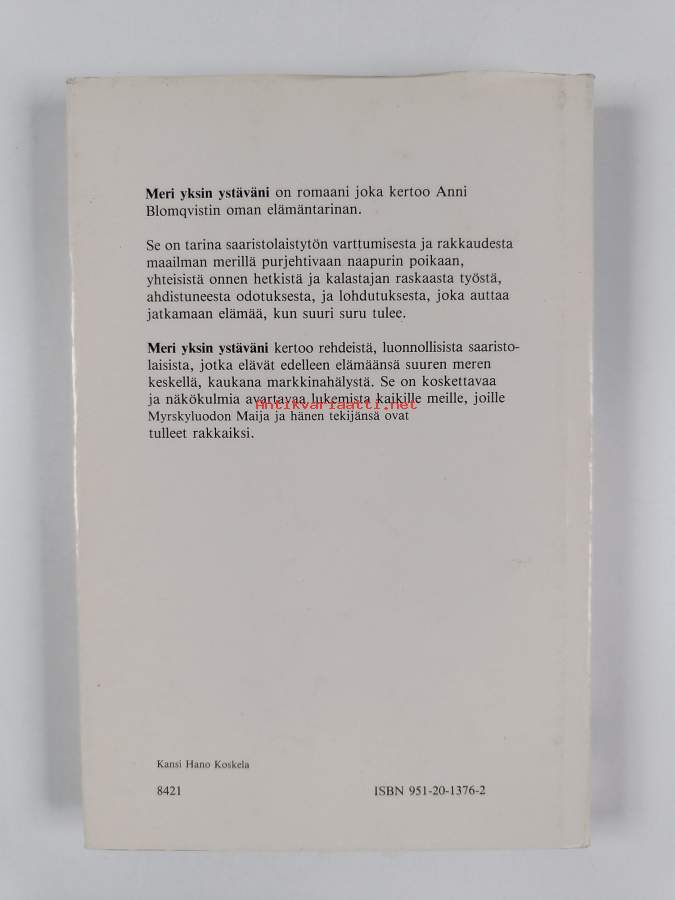 Meri yksin ystäväni on romaani joka kertoo Anni
Blomqvistin oman elämäntarinan.
Se on tarina saaristolaistytön varttumisesta ja rakkaudesta
maailman merillä purjehtivaan naapurin poikaan,
yhteisistä onnen hetkistä ja kalastajan raskaasta työstä,
ahdistuneesta odotuksesta, ja lohdutuksesta, joka auttaa
jatkamaan elämää, kun suuri suru tulee.
Meri yksin ystäväni kertoo rehdeistä, luonnollisista saaristo-
laisista, jotka elävät edelleen elämäänsä suuren meren
keskellä, kaukana markkinahälystä. Se on koskettavaa
ja näkökulmia avartavaa lukemista kaikille meille, joille
Antikvariaatti.net
Myrskyluodon Maija ja hänen tekijänsä ovat
tulleet rakkaiksi.
Kansi Hano Koskela
8421 ISBN 951-20-1376-2